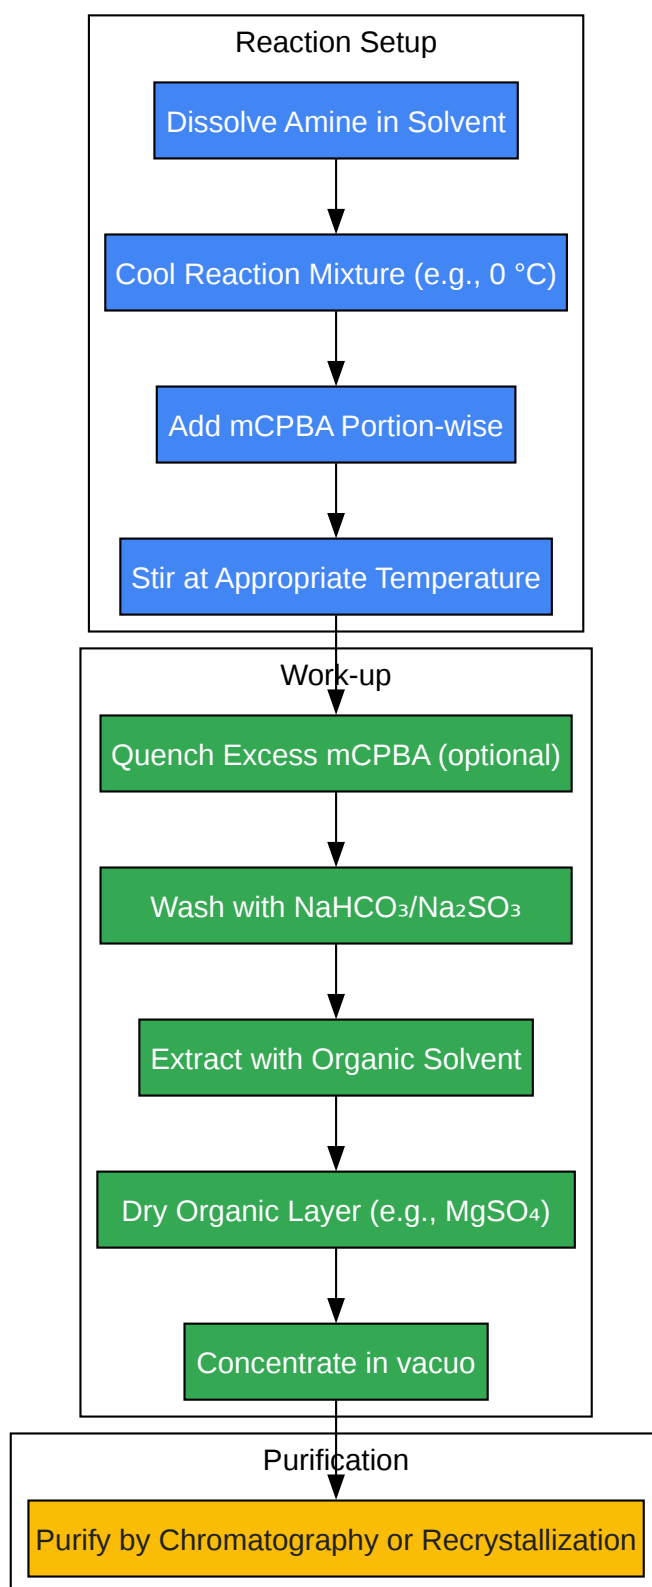 Reaction Setup
Dissolve Amine in Solvent
Cool Reaction Mixture (e.g., 0 °C)
Add mCPBA Portion-wise
Stir at Appropriate Temperature
Work-up
Quench Excess mCPBA (optional)
Wash with NaHCO₃/Na₂SO₃
Extract with Organic Solvent
Dry Organic Layer (e.g., MgSO₄)
Concentrate in vacuo
Purification
Purify by Chromatography or Recrystallization